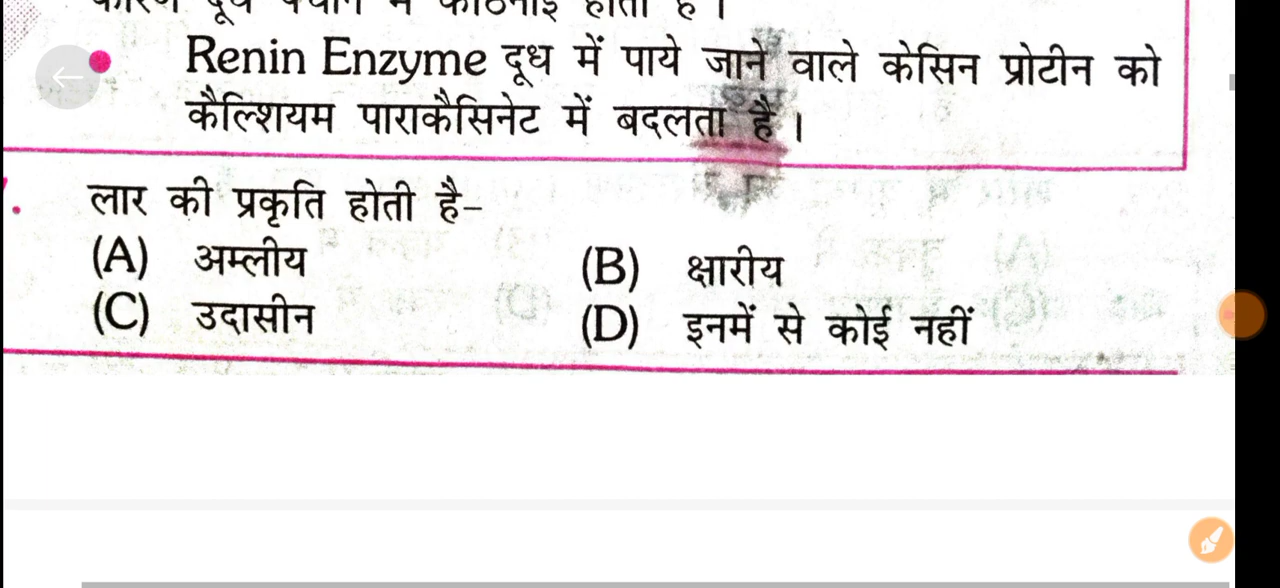 Renin Enzyme दूध में पाये जाने वाले केसिन प्रोटीन को
कैल्शियम पाराकैसिनेट में बदलता है।
लार की प्रकृति होती है–
(A) अम्लीय (B) क्षारीय
(C) उदासीन (D) इनमें से कोई नहीं